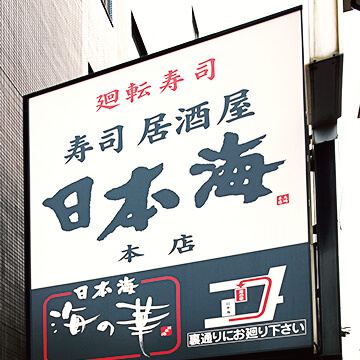 廻転寿司
寿司居酒屋
日本海
本店
日本海
海の華
裏通りにお廻り下さい